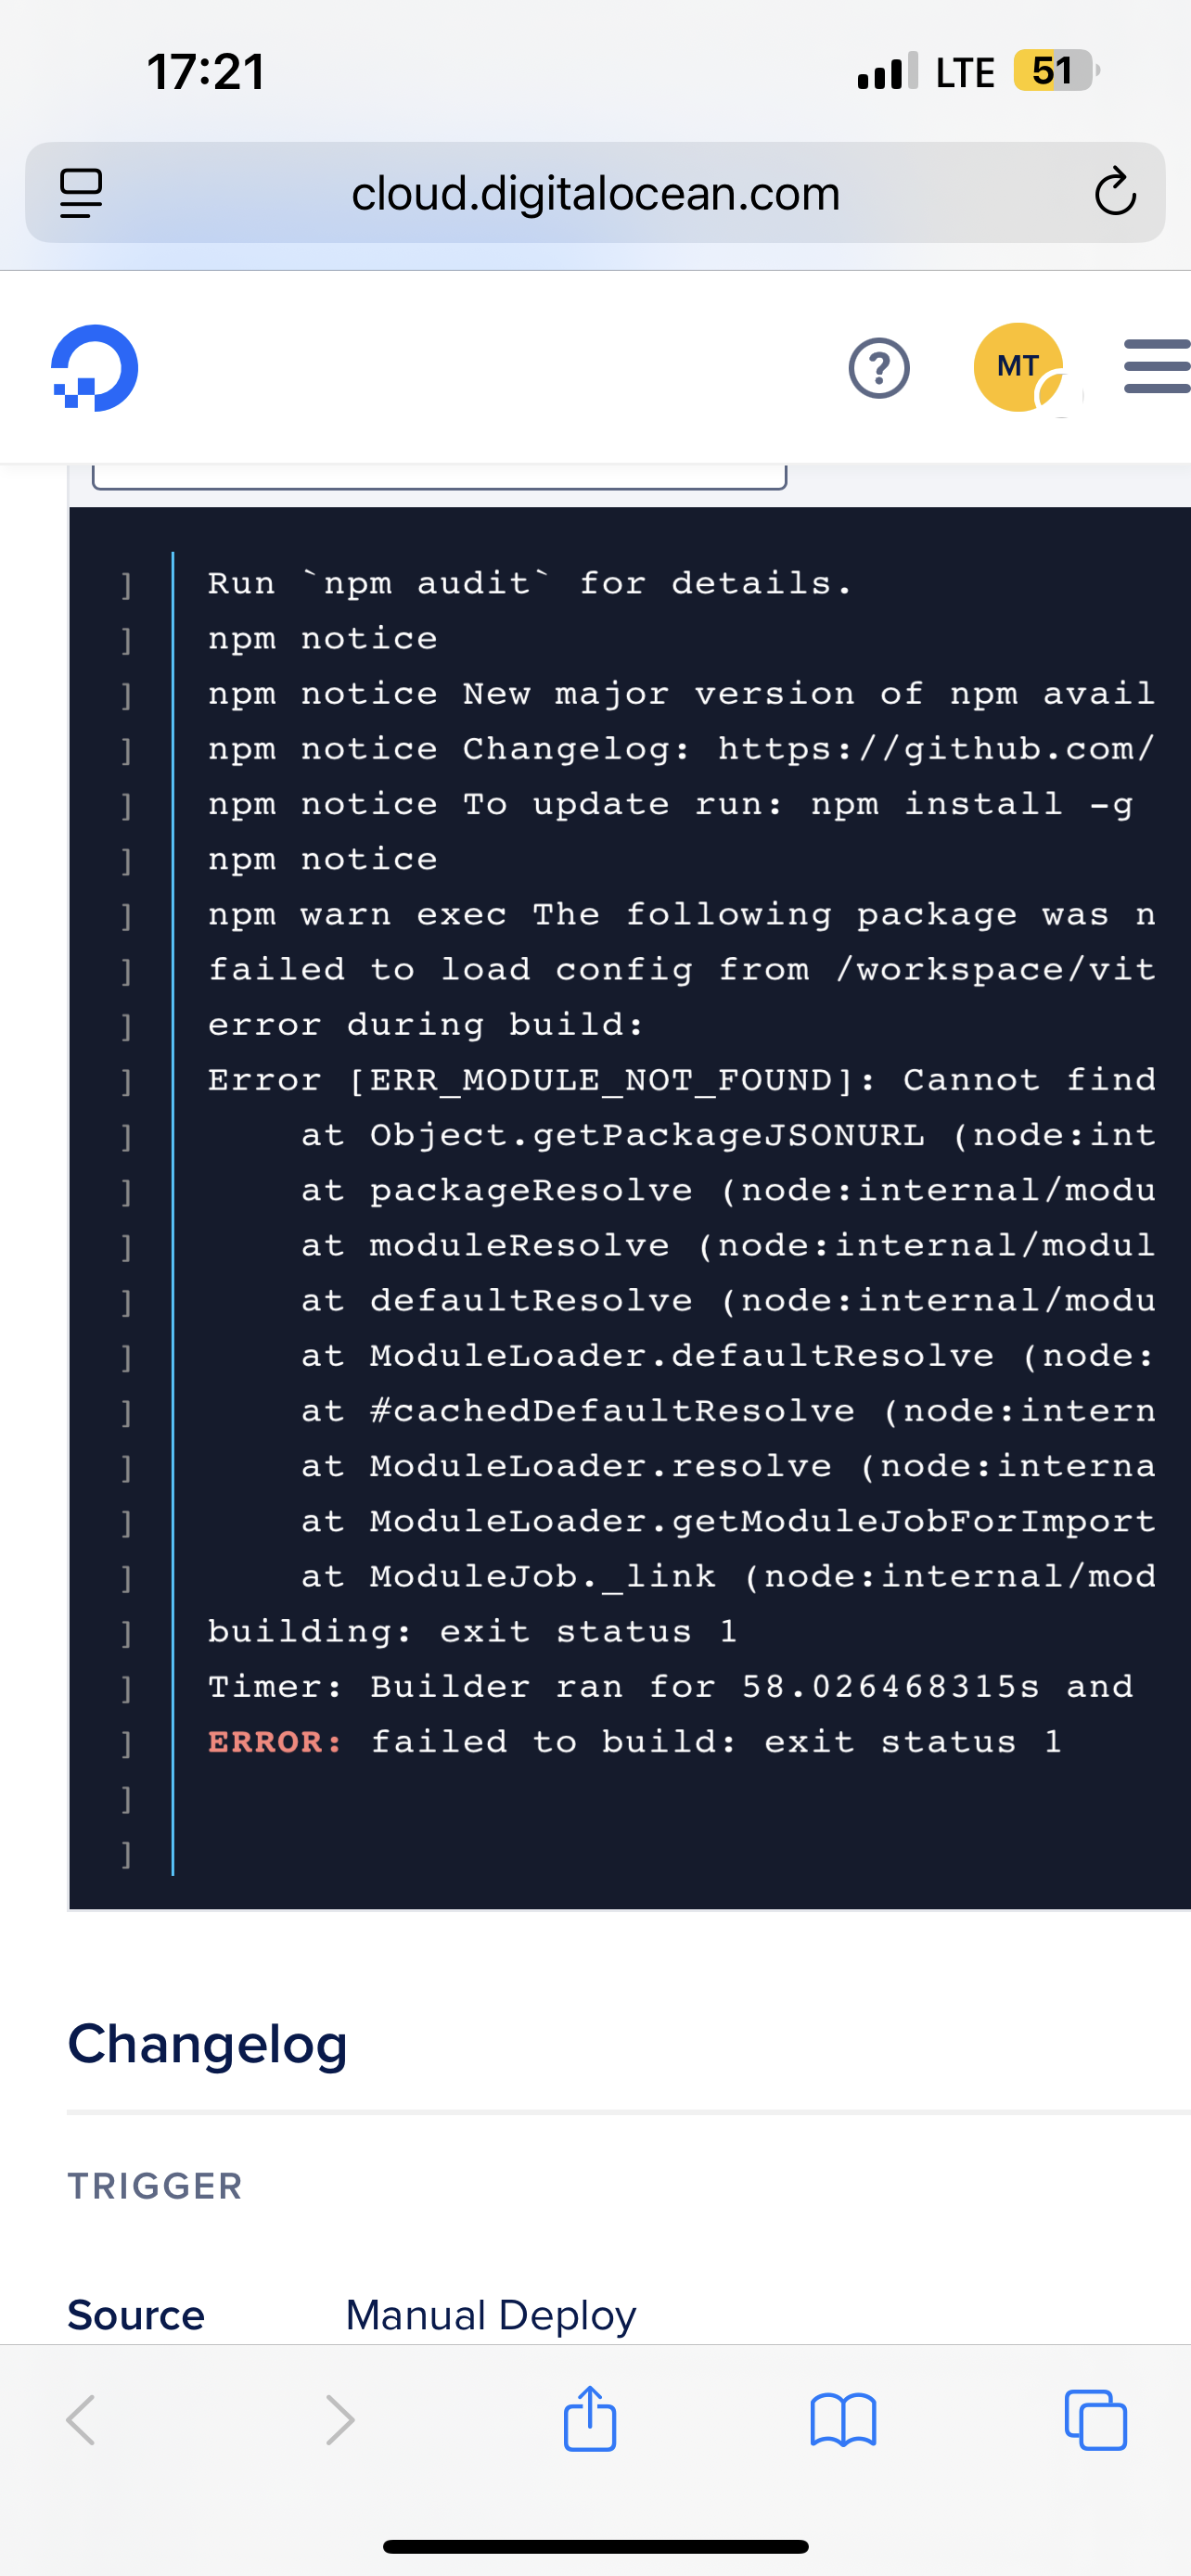 17:21
LTE 51
cloud.digitalocean.com
? MT
] Run `npm audit` for details.
] npm notice
] npm notice New major version of npm avail
] npm notice Changelog: https://github.com/
] npm notice To update run: npm install -g
] npm notice
] npm warn exec The following package was n
] failed to load config from /workspace/vit
] error during build:
] Error [ERR_MODULE_NOT_FOUND]: Cannot find
] at Object.getPackageJSONURL (node:int
] at packageResolve (node:internal/modu
] at moduleResolve (node:internal/modul
] at defaultResolve (node:internal/modu
] at ModuleLoader.defaultResolve (node:
] at #cachedDefaultResolve (node:intern
] at ModuleLoader.resolve (node:interna
] at ModuleLoader.getModuleJobForImport
] at ModuleJob._link (node:internal/mod
] building: exit status 1
] Timer: Builder ran for 58.026468315s and
] ERROR: failed to build: exit status 1
]
]
Changelog
TRIGGER
Source Manual Deploy